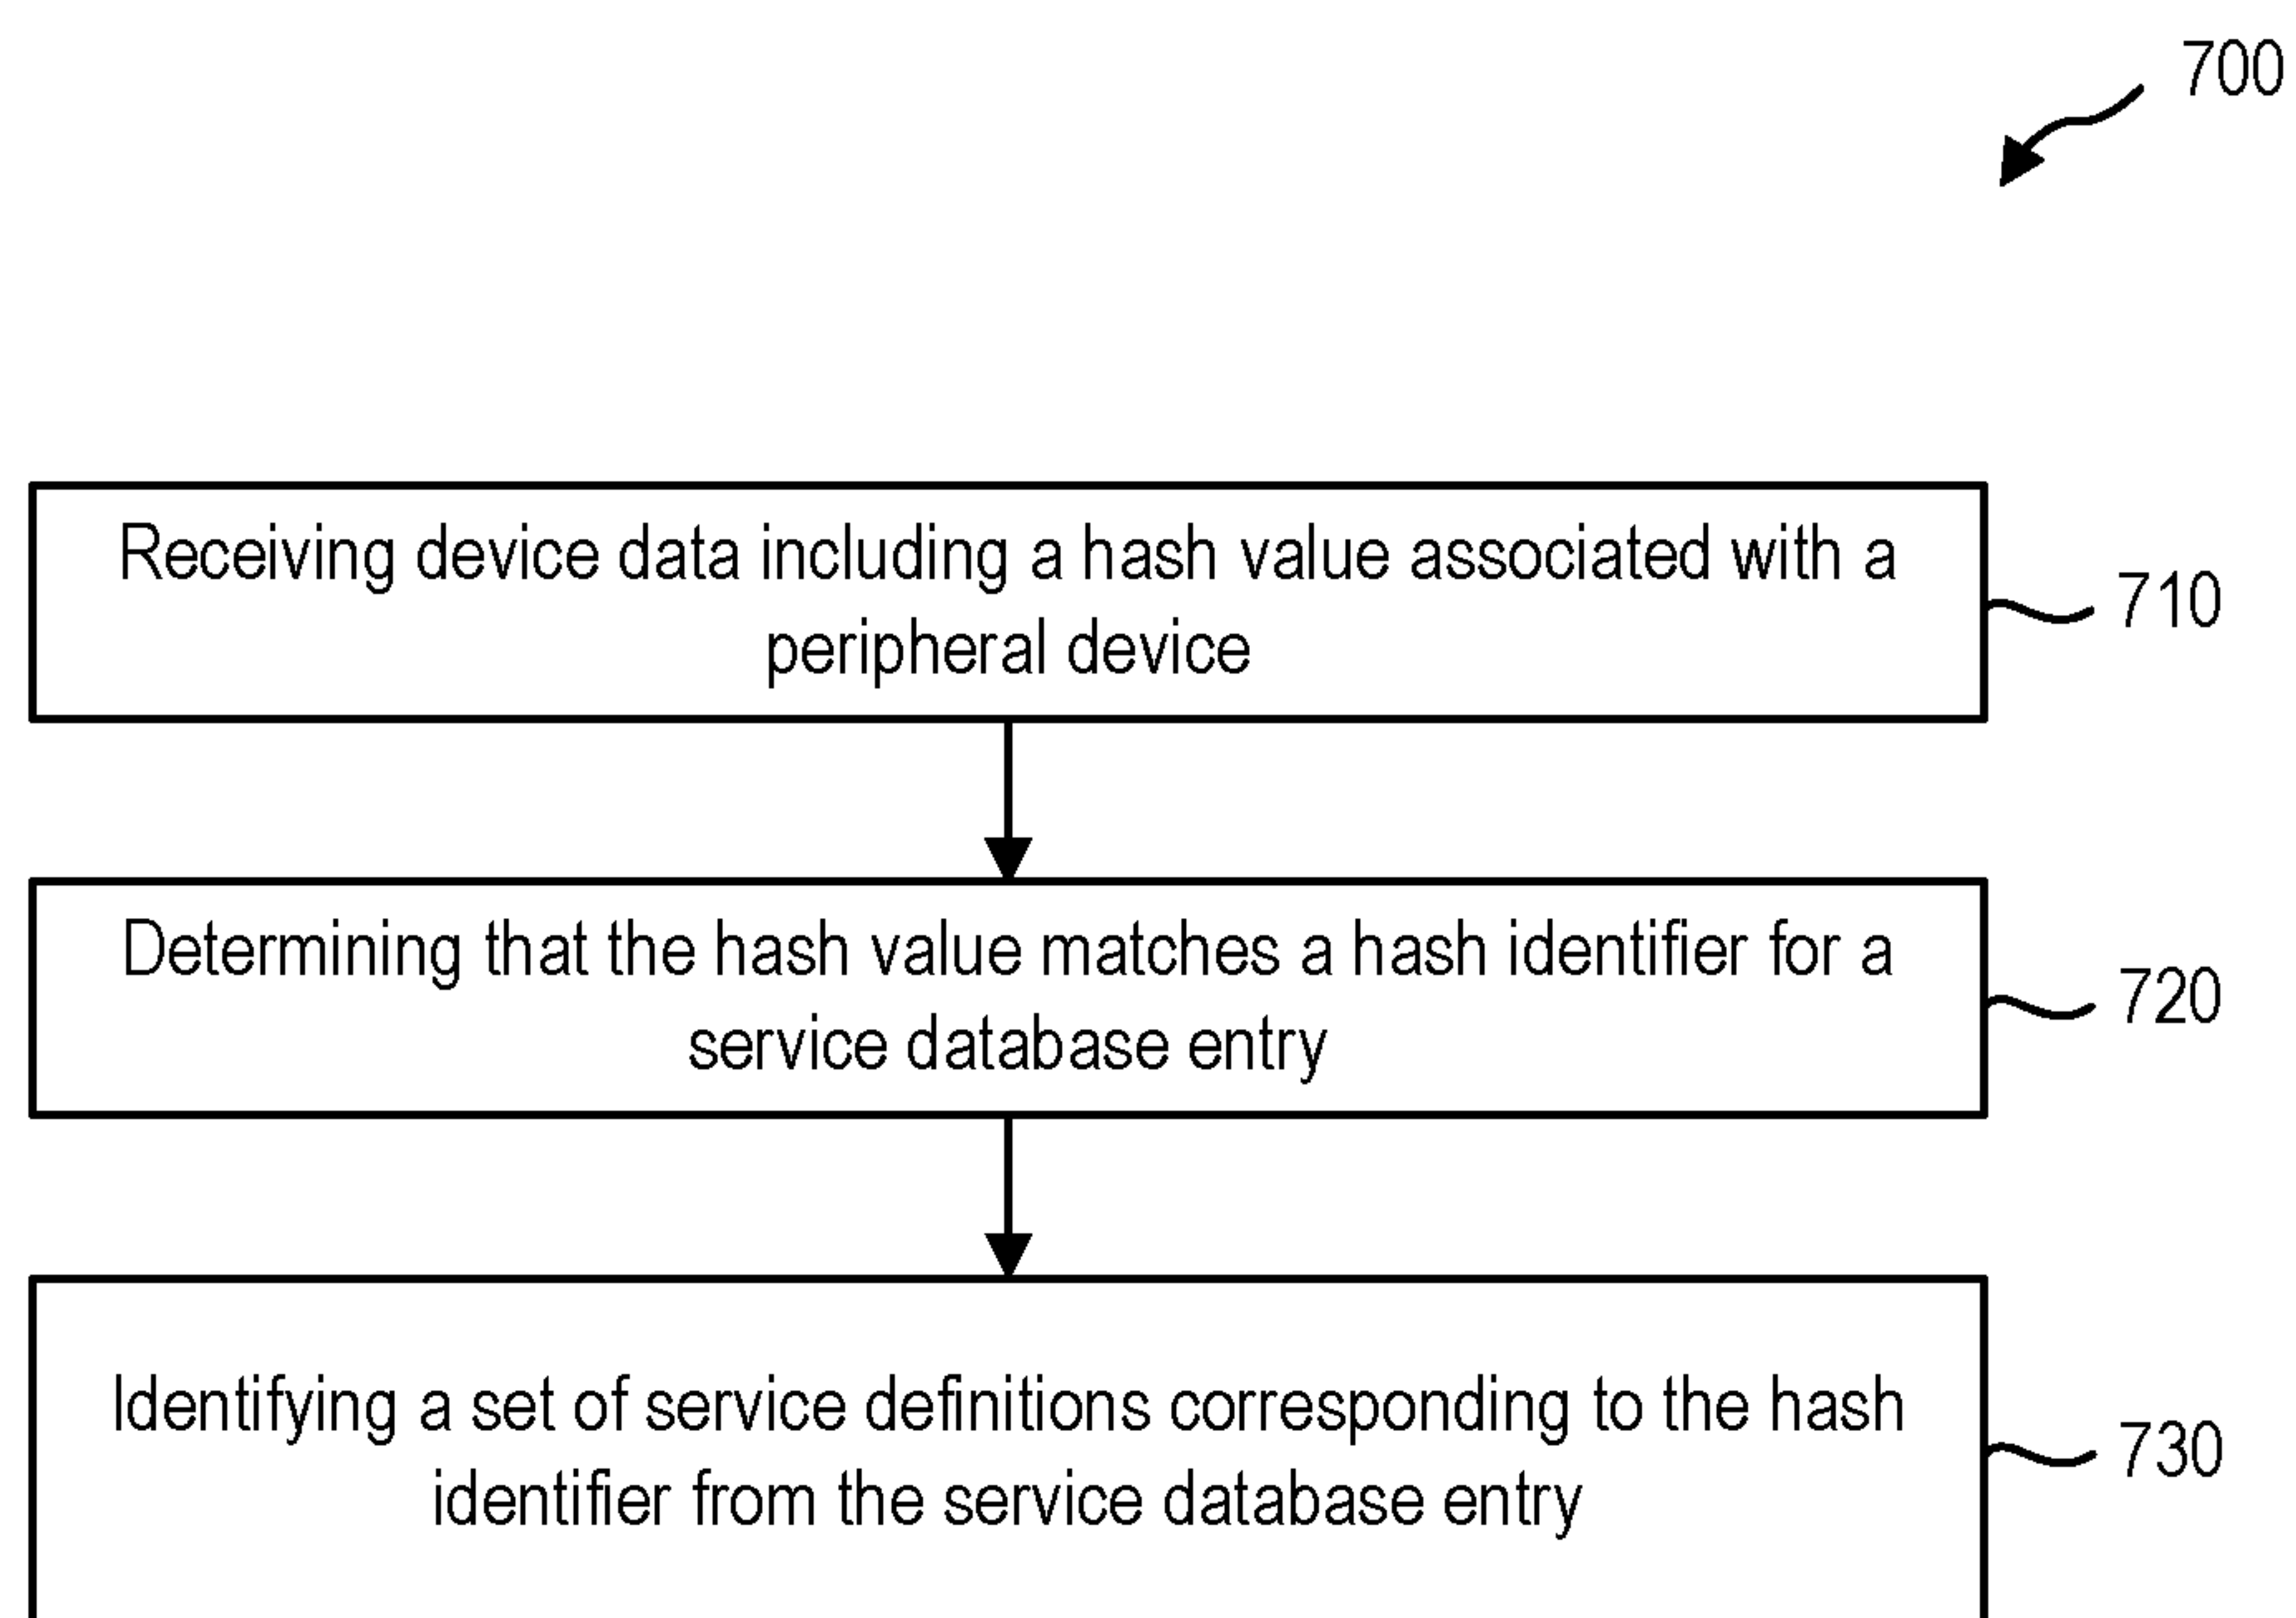 700
Receiving device data including a hash value associated with a
peripheral device
710
Determining that the hash value matches a hash identifier for a
service database entry
720
Identifying a set of service definitions corresponding to the hash
identifier from the service database entry
730